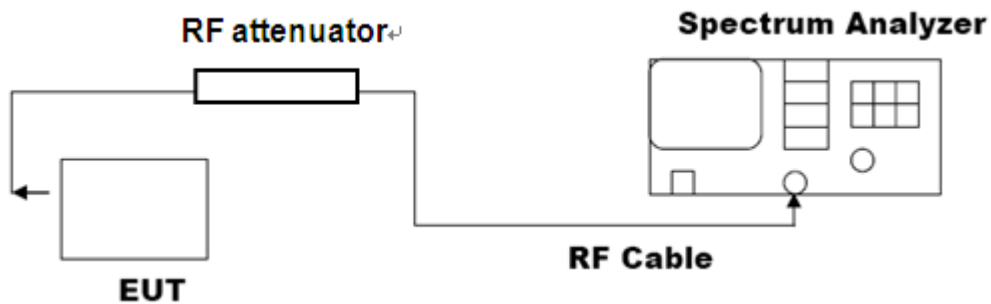 RF attenuator↵
Spectrum Analyzer
RF Cable
EUT